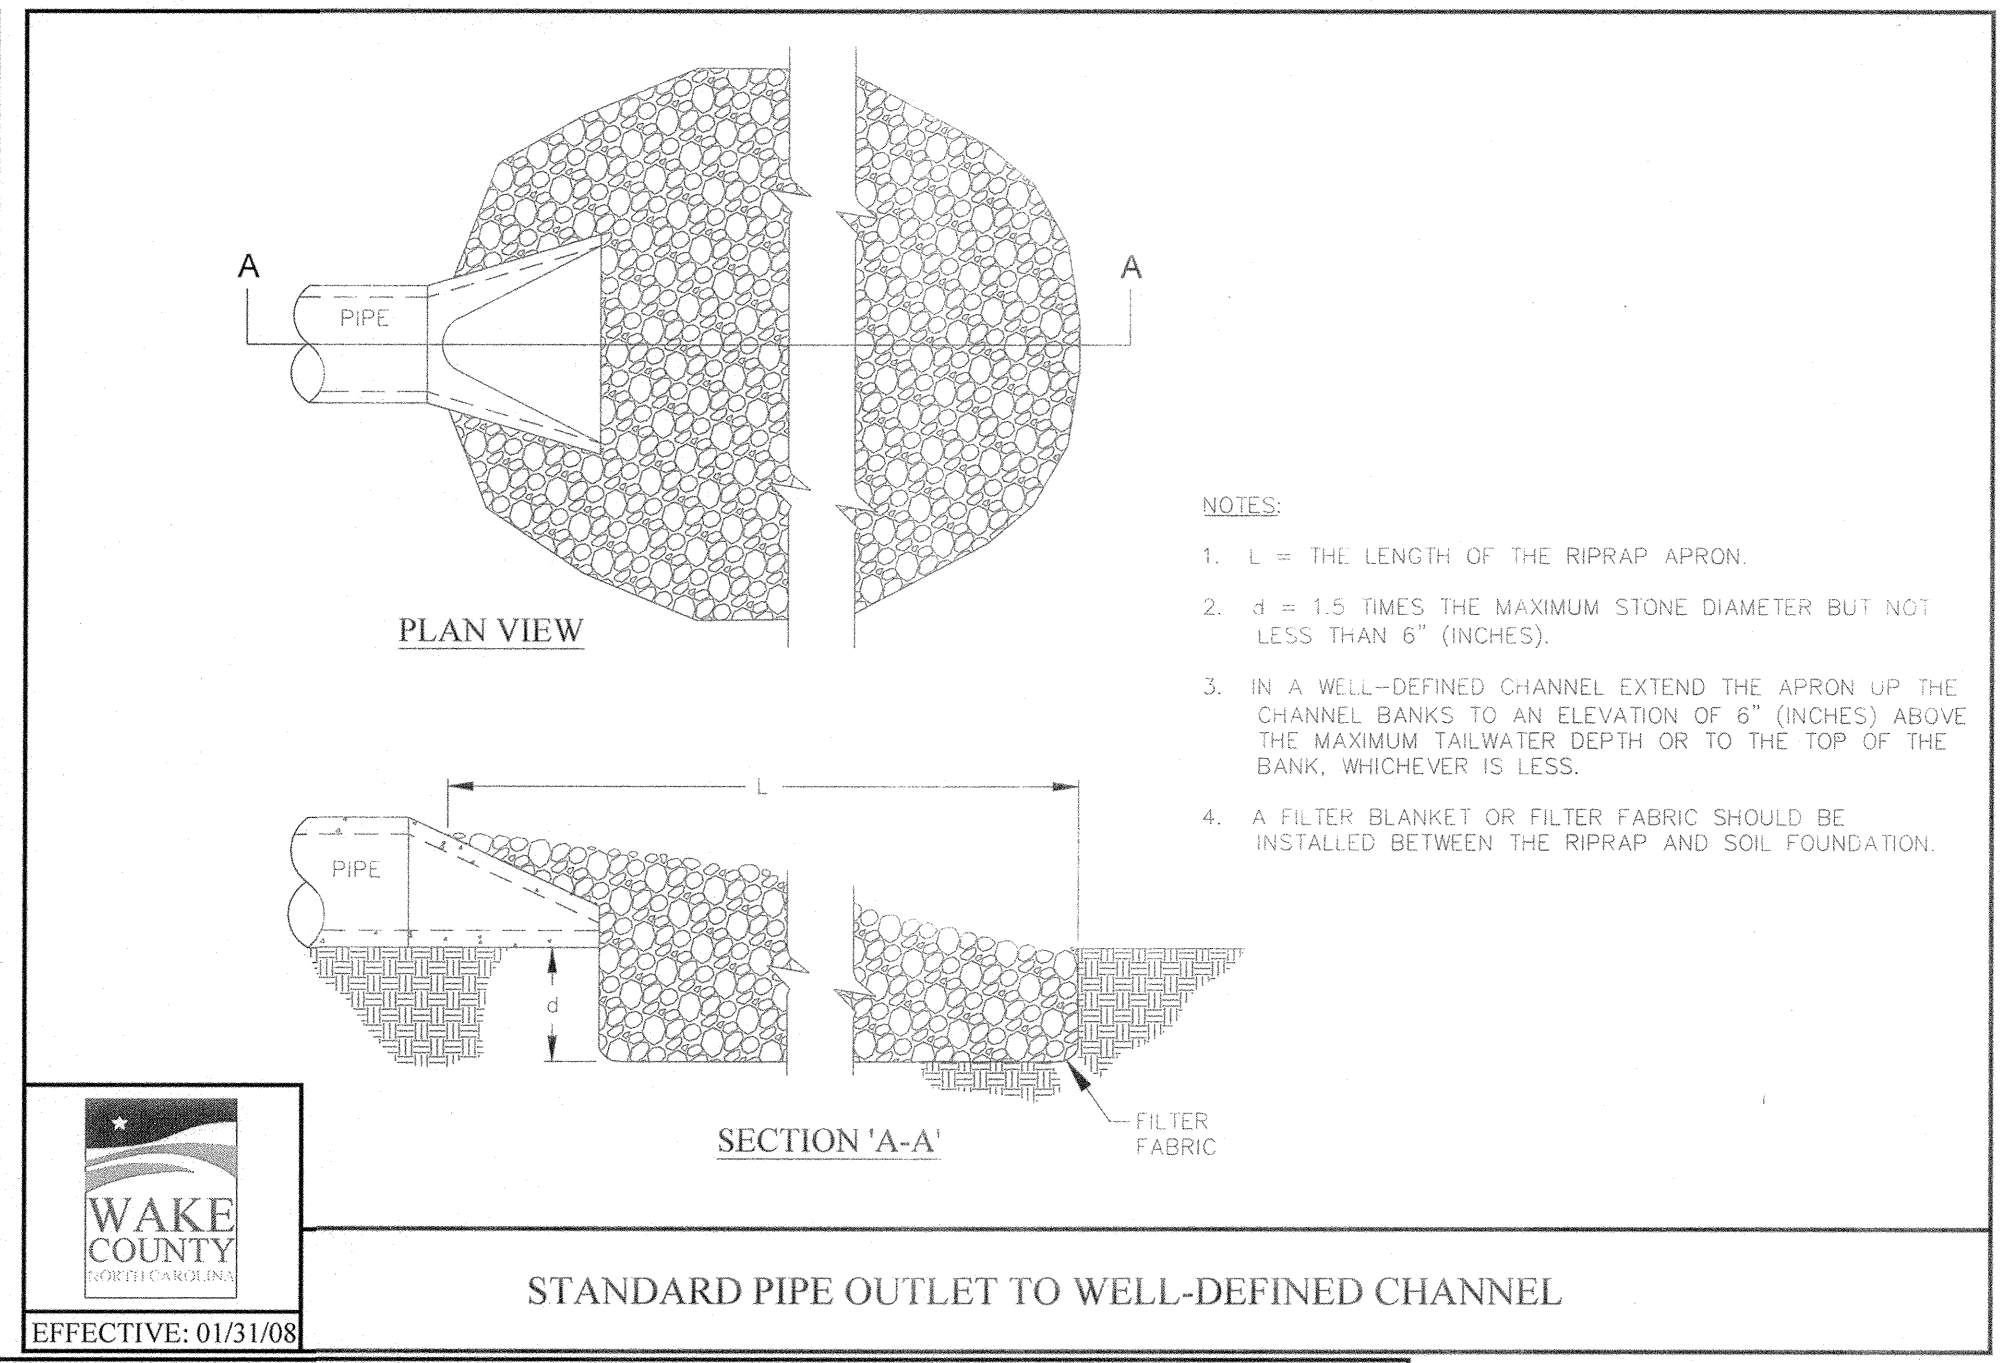 A
A
PIPE
PLAN VIEW
NOTES:
1. L = THE LENGTH OF THE RIPRAP APRON.
2. d = 1.5 TIMES THE MAXIMUM STONE DIAMETER BUT NOT
LESS THAN 6" (INCHES).
3. IN A WELL-DEFINED CHANNEL EXTEND THE APRON UP THE
CHANNEL BANKS TO AN ELEVATION OF 6" (INCHES) ABOVE
THE MAXIMUM TAILWATER DEPTH OR TO THE TOP OF THE
BANK, WHICHEVER IS LESS.
4. A FILTER BLANKET OR FILTER FABRIC SHOULD BE
INSTALLED BETWEEN THE RIPRAP AND SOIL FOUNDATION.
L
PIPE
d
FILTER
FABRIC
SECTION 'A-A'
WAKE
COUNTY
NORTH CAROLINA
EFFECTIVE: 01/31/08
STANDARD PIPE OUTLET TO WELL-DEFINED CHANNEL